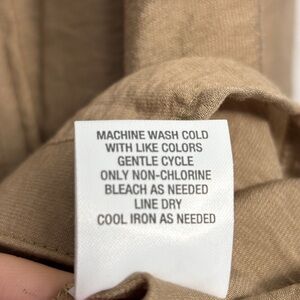 MACHINE WASH COLD
WITH LIKE COLORS
GENTLE CYCLE
ONLY NON-CHLORINE
BLEACH AS NEEDED
LINE DRY
COOL IRON AS NEEDED